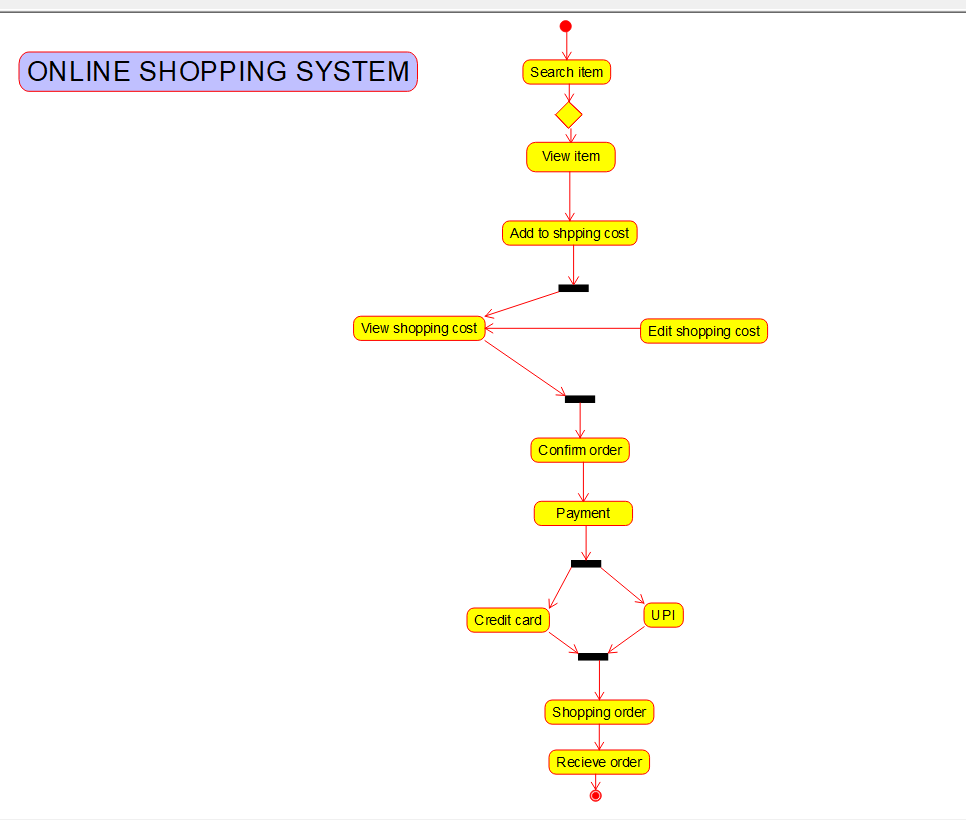 ONLINE SHOPPING SYSTEM
Search item
View item
Add to shpping cost
View shopping cost
Edit shopping cost
Confirm order
Payment
Credit card
UPI
Shopping order
Recieve order